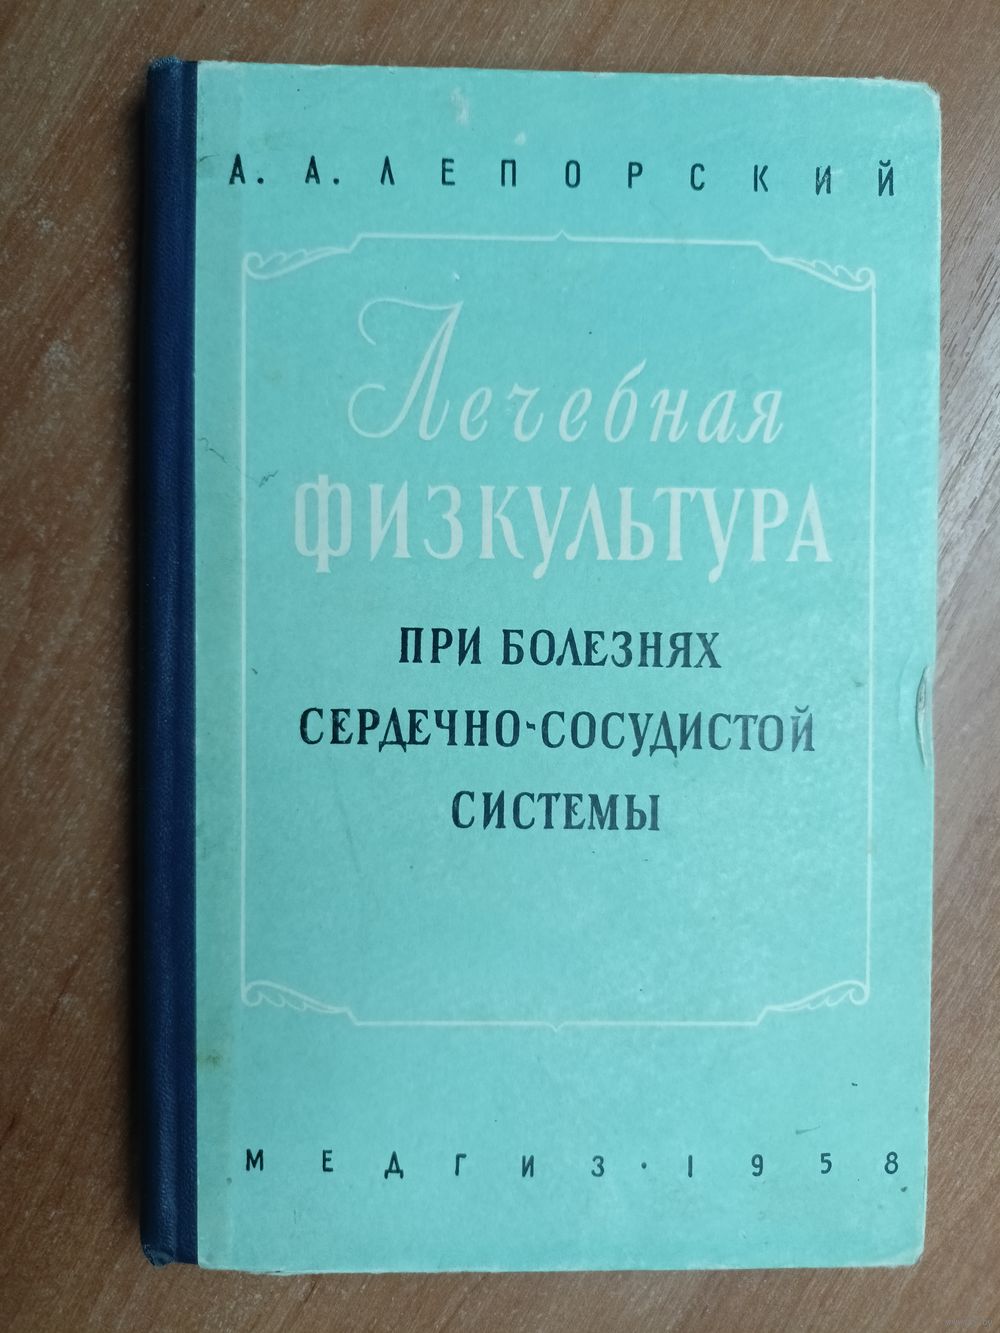 А. А. ЛЕПОРСКИЙ
Лечебная
ФИЗКУЛЬТУРА
ПРИ БОЛЕЗНЯХ
СЕРДЕЧНО-СОСУДИСТОЙ
СИСТЕМЫ
МЕДГИЗ · 1958